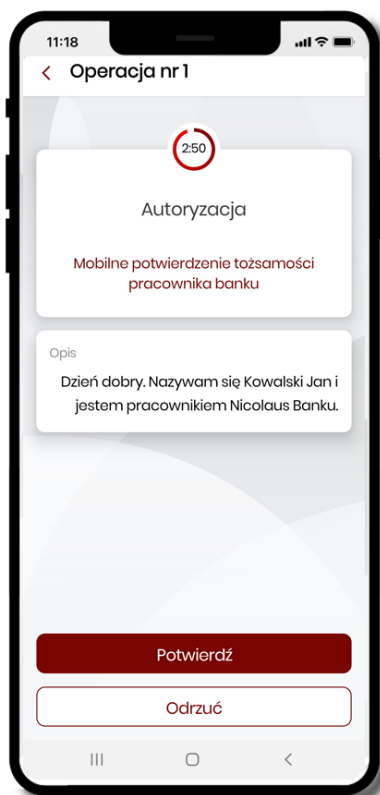 11:18
Operacja nr 1
2:50
Autoryzacja
Mobilne potwierdzenie tożsamości
pracownika banku
Opis
Dzień dobry. Nazywam się Kowalski Jan i
jestem pracownikiem Nicolaus Banku.
Potwierdź
Odrzuć